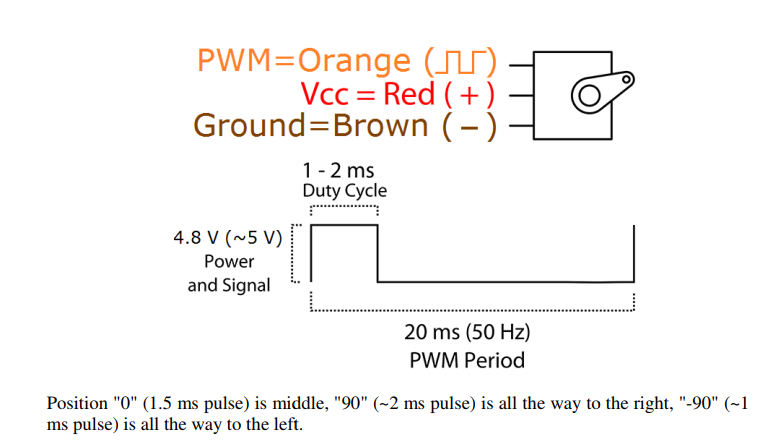 PWM=Orange (⎍⎍)
Vcc = Red ( + )
Ground=Brown ( − )
1 - 2 ms
Duty Cycle
4.8 V (~5 V)
Power
and Signal
20 ms (50 Hz)
PWM Period
Position "0" (1.5 ms pulse) is middle, "90" (~2 ms pulse) is all the way to the right, "-90" (~1
ms pulse) is all the way to the left.